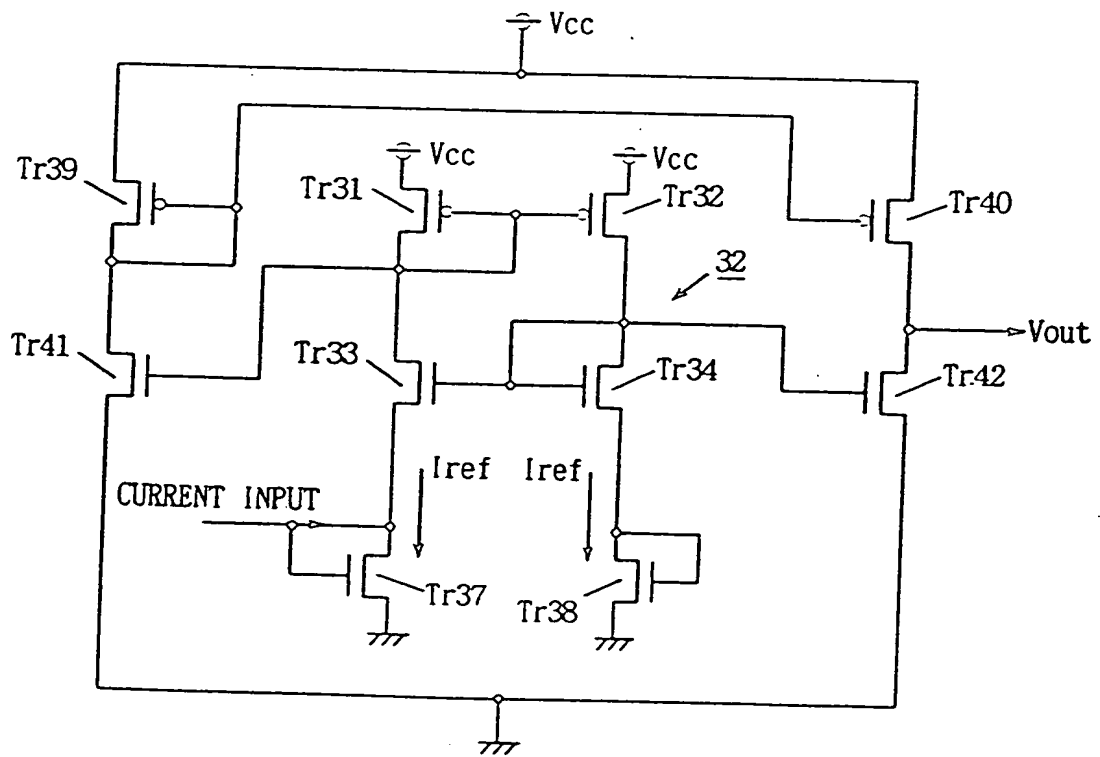 Vcc
Tr39
Tr31
Vcc
Vcc
Tr32
Tr40
32
Tr41
Tr33
Tr34
Vout
Tr42
Iref
Iref
CURRENT INPUT
Tr37
Tr38